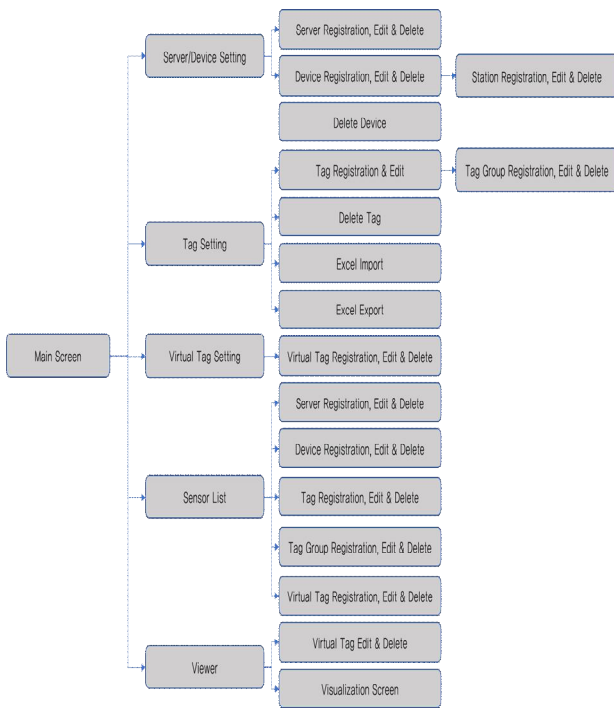 Server Registration, Edit & Delete
Server/Device Setting
Device Registration, Edit & Delete
Station Registration, Edit & Delete
Delete Device
Tag Registration & Edit
Tag Group Registration, Edit & Delete
Delete Tag
Tag Setting
Excel Import
Excel Export
Main Screen
Virtual Tag Setting
Virtual Tag Registration, Edit & Delete
Server Registration, Edit & Delete
Device Registration, Edit & Delete
Sensor List
Tag Registration, Edit & Delete
Tag Group Registration, Edit & Delete
Virtual Tag Registration, Edit & Delete
Virtual Tag Edit & Delete
Viewer
Visualization Screen